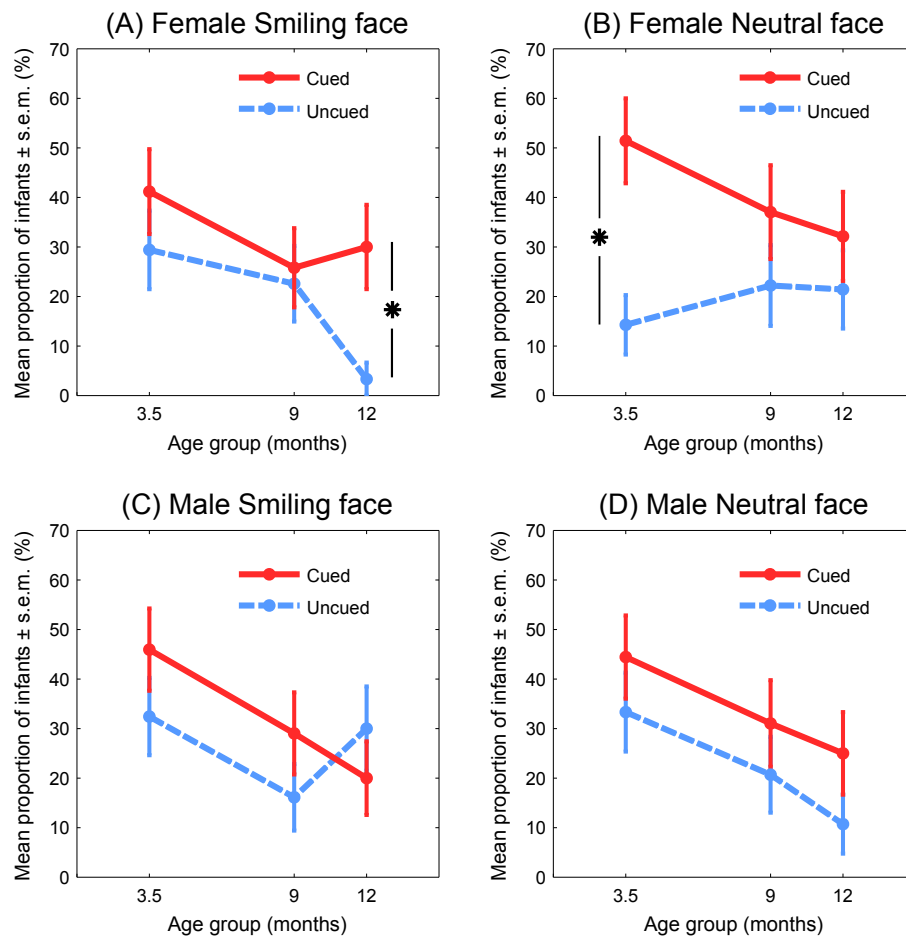 (A) Female Smiling face
Mean proportion of infants ± s.e.m. (%)
70
60
50
40
30
20
10
0
Cued
Uncued
*
3.5
9
12
Age group (months)
(B) Female Neutral face
Mean proportion of infants ± s.e.m. (%)
70
60
50
40
30
20
10
0
Cued
Uncued
*
3.5
9
12
Age group (months)
(C) Male Smiling face
Mean proportion of infants ± s.e.m. (%)
70
60
50
40
30
20
10
0
Cued
Uncued
3.5
9
12
Age group (months)
(D) Male Neutral face
Mean proportion of infants ± s.e.m. (%)
70
60
50
40
30
20
10
0
Cued
Uncued
3.5
9
12
Age group (months)